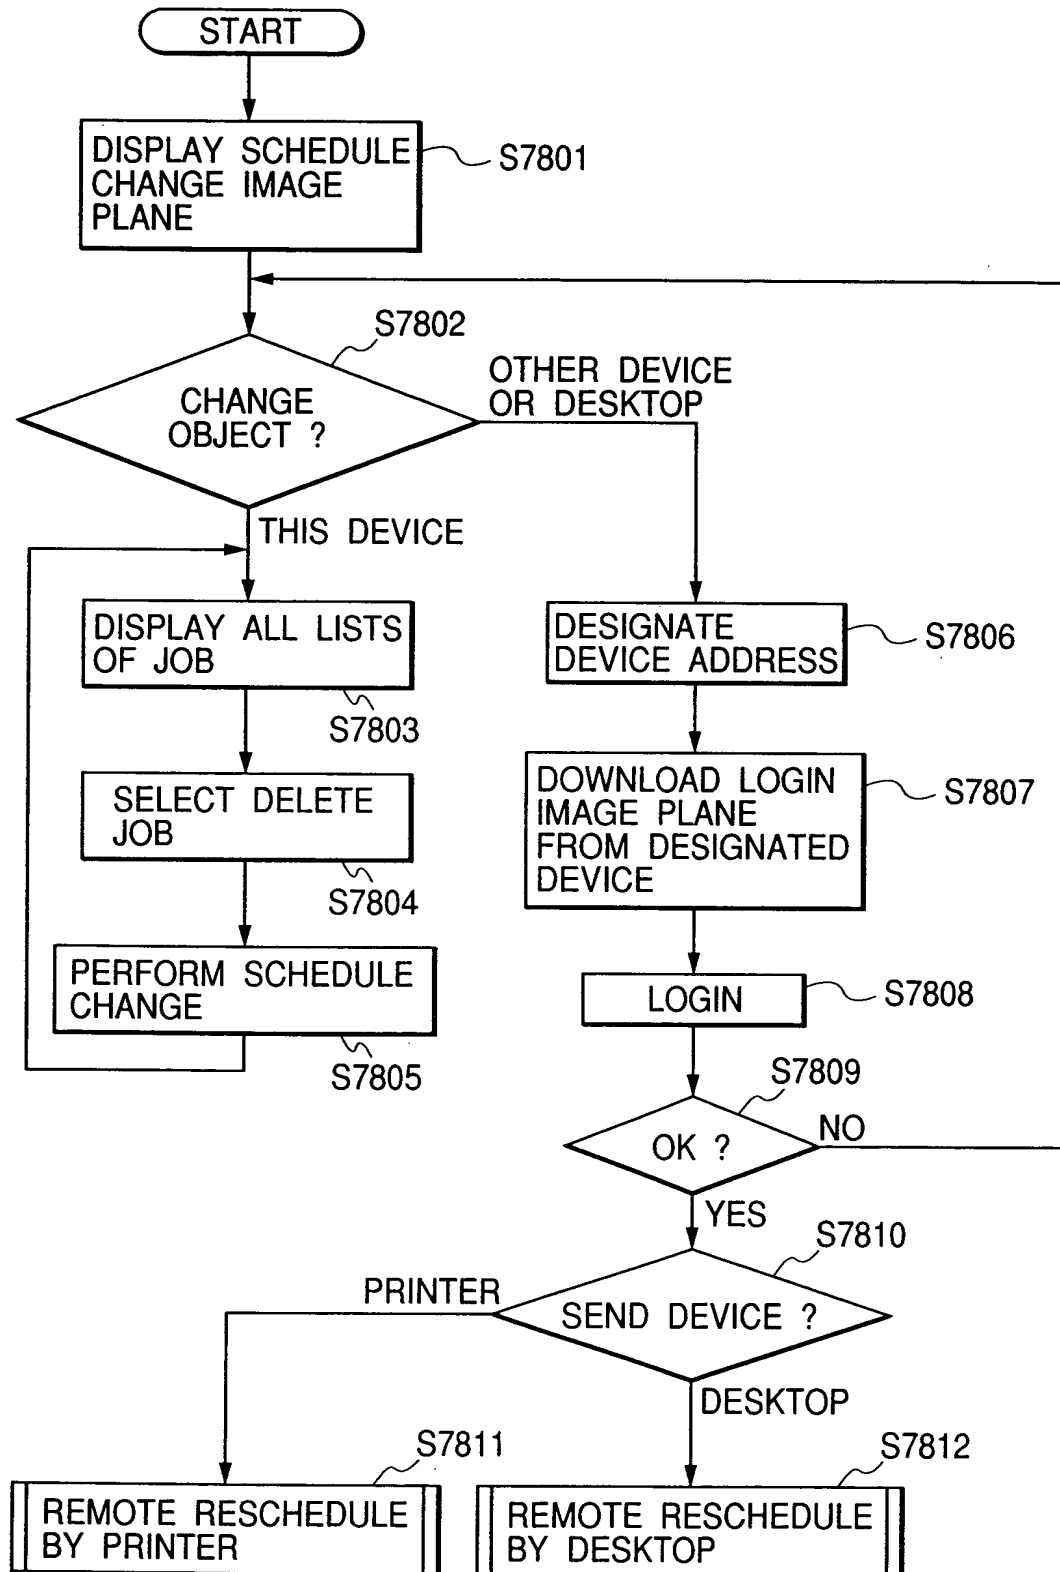 START
DISPLAY SCHEDULE
CHANGE IMAGE
PLANE
S7801
S7802
CHANGE
OBJECT ?
OTHER DEVICE
OR DESKTOP
THIS DEVICE
DISPLAY ALL LISTS
OF JOB
S7803
SELECT DELETE
JOB
S7804
PERFORM SCHEDULE
CHANGE
S7805
DESIGNATE
DEVICE ADDRESS
S7806
DOWNLOAD LOGIN
IMAGE PLANE
FROM DESIGNATED
DEVICE
S7807
LOGIN
S7808
S7809
OK ?
NO
YES
S7810
SEND DEVICE ?
PRINTER
DESKTOP
S7811
REMOTE RESCHEDULE
BY PRINTER
S7812
REMOTE RESCHEDULE
BY DESKTOP